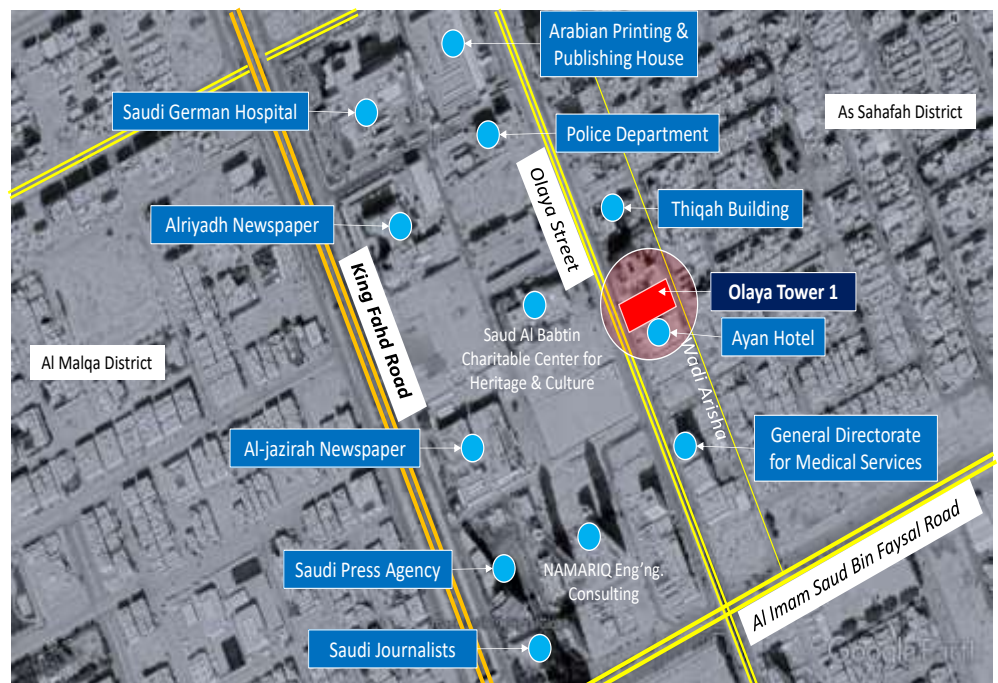 Arabian Printing &
Publishing House
Saudi German Hospital
As Sahafah District
Police Department
Olaya Street
Thiqah Building
Alriyadh Newspaper
King Fahd Road
Olaya Tower 1
Saud Al Babtin
Charitable Center for
Heritage & Culture
Ayan Hotel
Al Malqa District
Wadi Arisha
Al-jazirah Newspaper
General Directorate
for Medical Services
Saudi Press Agency
NAMARIQ Eng'ng.
Consulting
Al Imam Saud Bin Faysal Road
Saudi Journalists
Google Earth